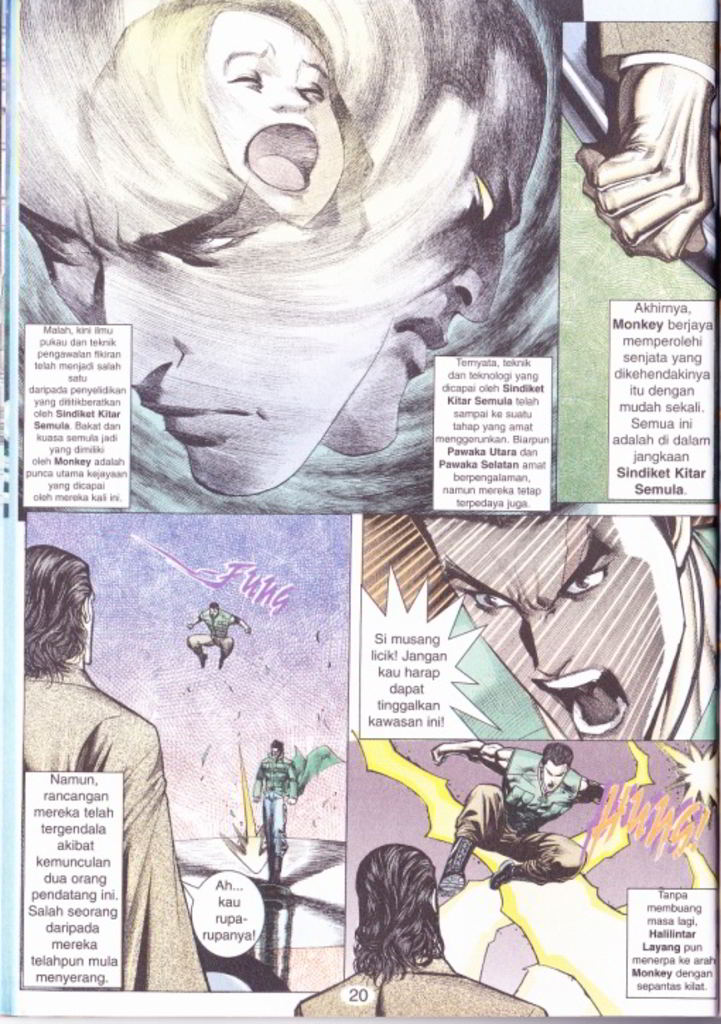 Malah, kini ilmu
pukau dan teknik
pengawalan fikiran
telah menjadi salah
satu
daripada penyelidikan
yang dititikberatkan
oleh Sindiket Kitar
Semula. Bakat dan
kuasa semula jadi
yang dimiliki
oleh Monkey adalah
punca utama kejayaan
yang dicapai
oleh mereka kali ini.
Ternyata, teknik
dan teknologi yang
dicapai oleh Sindiket
Kitar Semula telah
sampai ke suatu
tahap yang amat
menggerunkan. Biarpun
Pawaka Utara dan
Pawaka Selatan amat
berpengalaman,
namun mereka tetap
terpedaya juga.
Akhirnya,
Monkey berjaya
memperolehi
senjata yang
dikehendakinya
itu dengan
mudah sekali.
Semua ini
adalah di dalam
jangkaan
Sindiket Kitar
Semula.
FUNG
Namun,
rancangan
mereka telah
tergendala
akibat
kemunculan
dua orang
pendatang ini.
Salah seorang
daripada
mereka
telahpun mula
menyerang.
Ah...
kau
rupa-
rupanya!
Si musang
licik! Jangan
kau harap
dapat
tinggalkan
kawasan ini!
HUNG!
Tanpa
membuang
masa lagi,
Halilintar
Layang pun
menerpa ke arah
Monkey dengan
sepantas kilat.
20